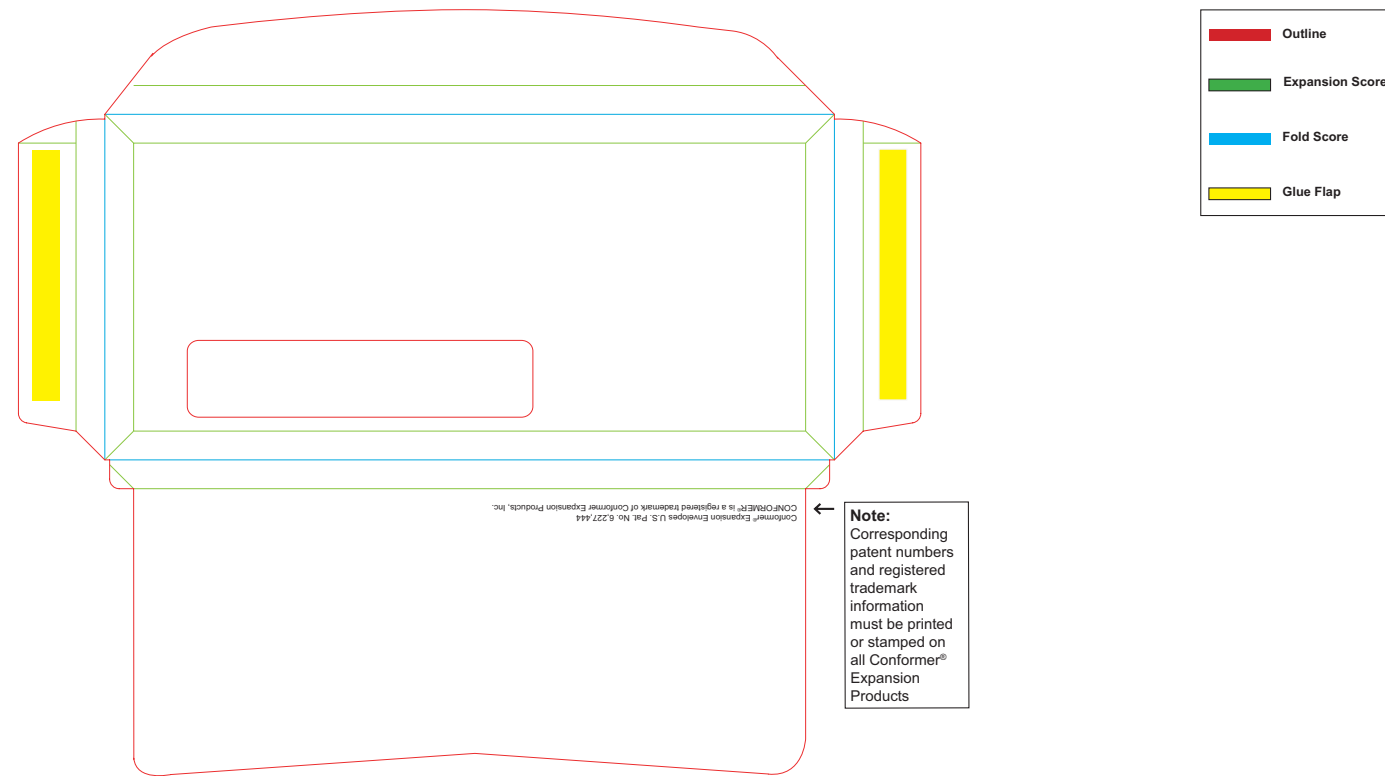 Outline
Expansion Score
Fold Score
Glue Flap
Conformer® Expansion Envelopes U.S. Pat. No. 6,227,444
CONFORMER® is a registered trademark of Conformer Expansion Products, Inc.
Note:
Corresponding
patent numbers
and registered
trademark
information
must be printed
or stamped on
all Conformer®
Expansion
Products